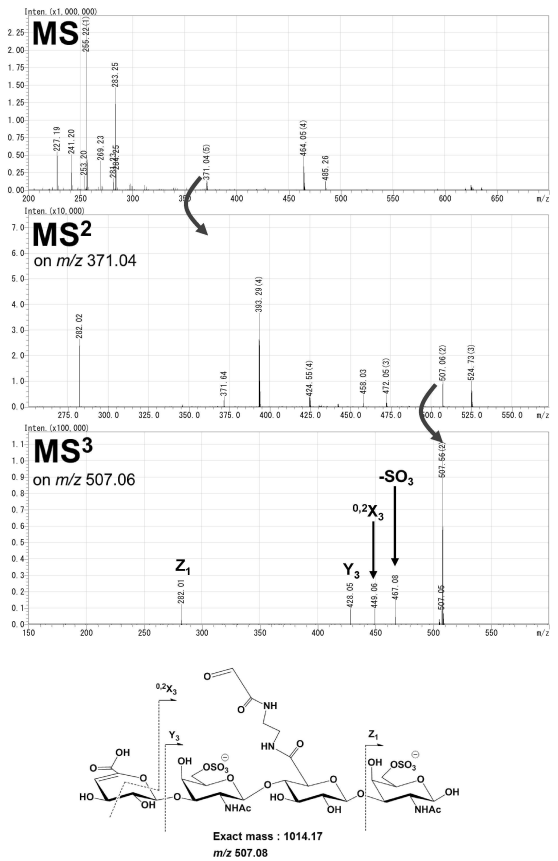 Inten. (x1,000,000)
MS
2.25
2.00
1.75
1.50
1.25
1.00
0.75
0.50
0.25
0.00
227.19
241.20
253.20
255.22(1)
269.23
283.25
371.04(5)
464.05(4)
485.26
200 250 300 350 400 450 500 550 600 650 m/z
Inten. (x10,000)
MS2
on m/z 371.04
7.0
6.0
5.0
4.0
3.0
2.0
1.0
0.0
282.02
371.64
393.29(4)
424.55(4)
458.03
472.05(3)
507.06(2)
524.73(3)
275.0 300.0 325.0 350.0 375.0 400.0 425.0 450.0 475.0 500.0 525.0 550.0 m/z
Inten. (x100,000)
MS3
on m/z 507.06
1.1
1.0
0.9
0.8
0.7
0.6
0.5
0.4
0.3
0.2
0.1
0.0
-SO3
0,2X3
Z1
Y3
282.01
428.05
449.06
467.08
507.56(2)
507.05
150 200 250 300 350 400 450 500 550 m/z
O
O
NH
0,2X3
Y3
NH
O
Z1
OH
O
O
HO
OH
O
OH
OSO3
O
NHAc
O
O
HO
OH
O
OH
OSO3
O
OH
NHAc
Exact mass : 1014.17
m/z 507.08